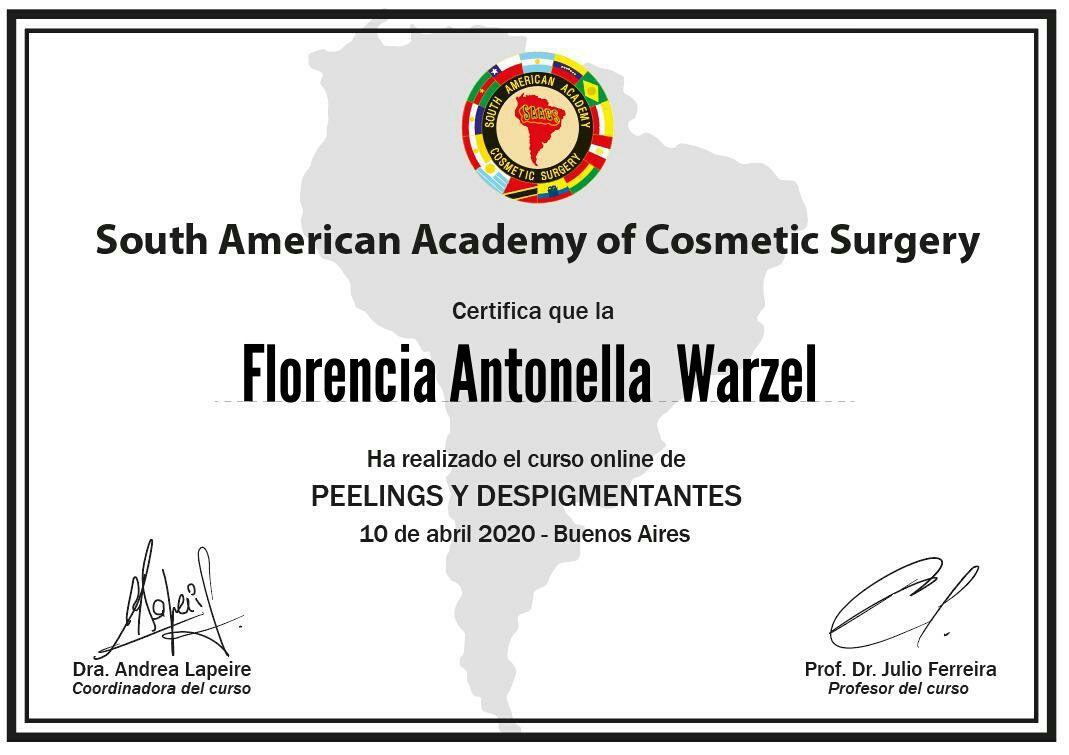 SOUTH AMERICAN ACADEMY
SAACS
COSMETIC SURGERY
South American Academy of Cosmetic Surgery
Certifica que la
Florencia Antonella Warzel
Ha realizado el curso online de
PEELINGS Y DESPIGMENTANTES
10 de abril 2020 - Buenos Aires
Dra. Andrea Lapeire
Coordinadora del curso
Prof. Dr. Julio Ferreira
Profesor del curso